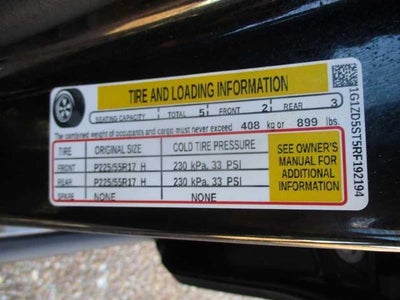 TIRE AND LOADING INFORMATION
SEATING CAPACITY TOTAL 5 FRONT 2 REAR 3
The combined weight of occupants and cargo must never exceed 408 kg or 899 lbs.
TIRE ORIGINAL SIZE COLD TIRE PRESSURE
FRONT P225/55R17 H 230 kPa, 33 PSI
REAR P225/55R17 H 230 kPa, 33 PSI
SPARE NONE NONE
SEE OWNER'S
MANUAL FOR
ADDITIONAL
INFORMATION
1G1ZD5ST5RF192194